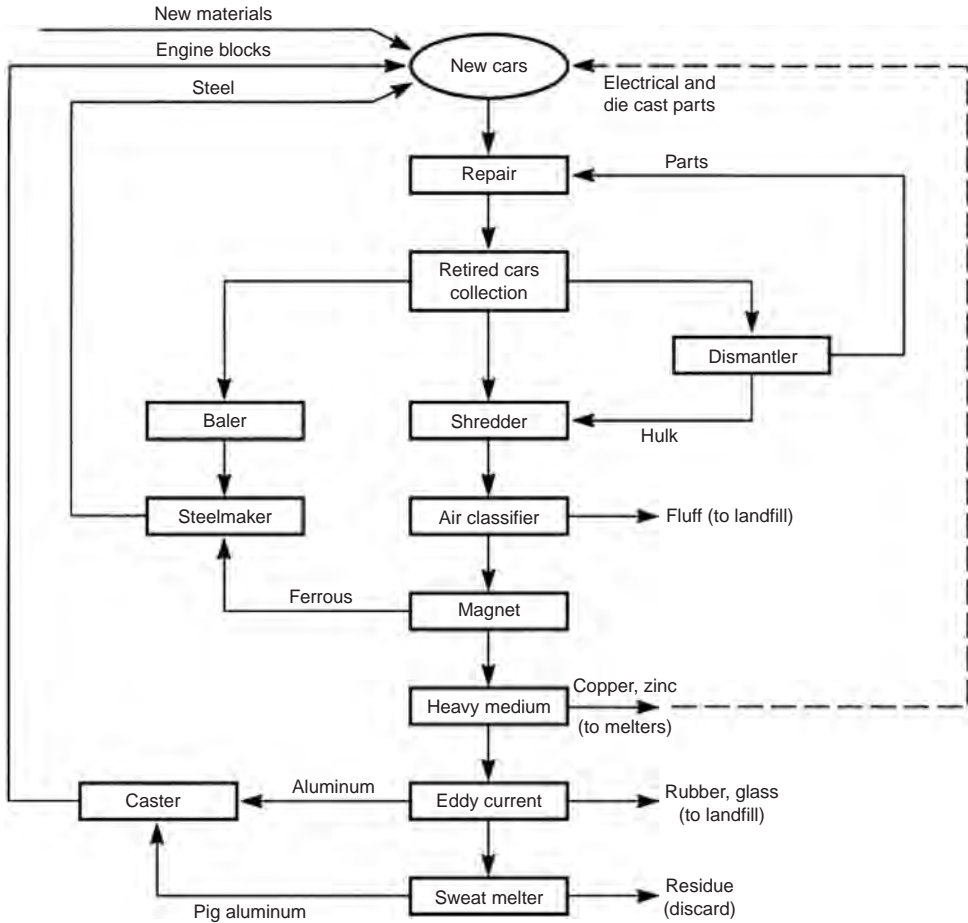 New materials
Engine blocks
New cars
Steel
Electrical and
die cast parts
Repair
Parts
Retired cars
collection
Dismantler
Baler
Shredder
Hulk
Steelmaker
Air classifier
Fluff (to landfill)
Ferrous
Magnet
Heavy medium
Copper, zinc
(to melters)
Caster
Aluminum
Eddy current
Rubber, glass
(to landfill)
Pig aluminum
Sweat melter
Residue
(discard)